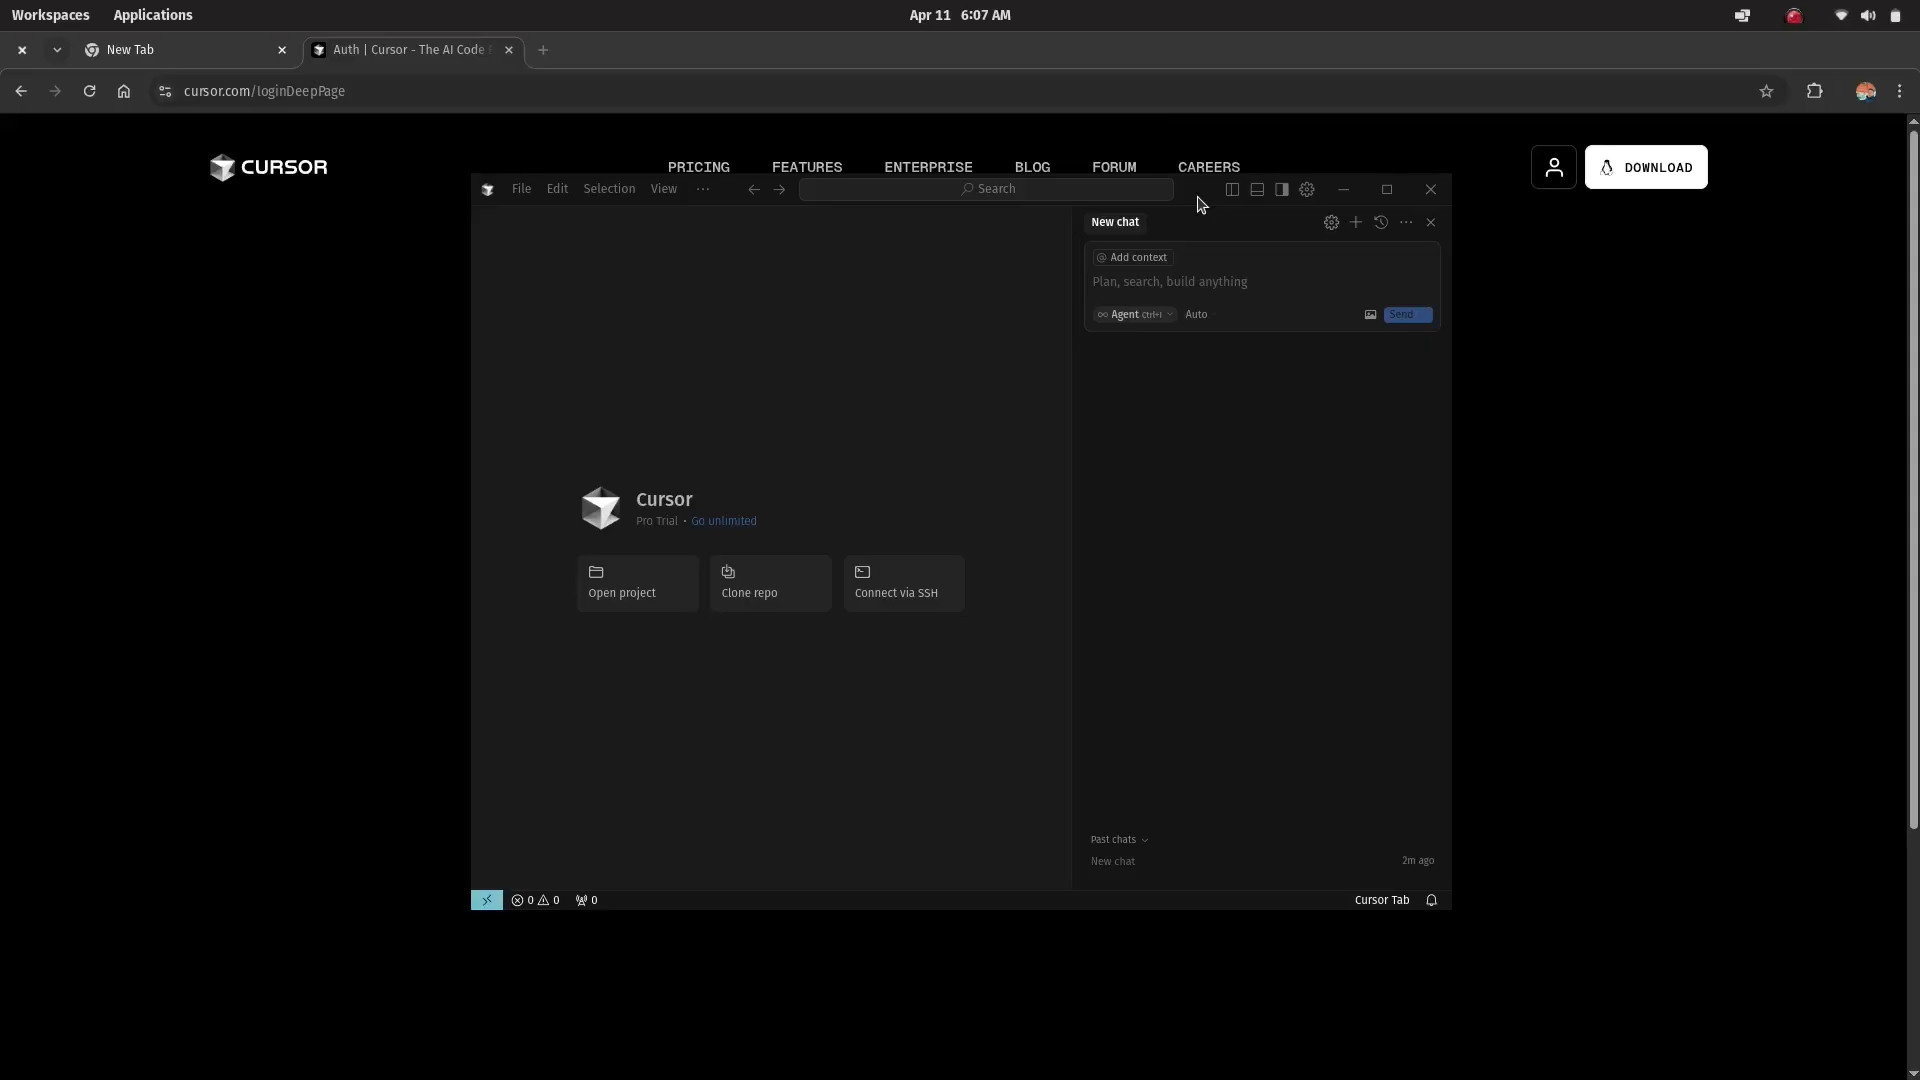 Workspaces Applications Apr 11 6:07 AM
New Tab Auth | Cursor - The AI Code
cursor.com/loginDeepPage
CURSOR PRICING FEATURES ENTERPRISE BLOG FORUM CAREERS DOWNLOAD
File Edit Selection View ··· Search
New chat
@ Add context
Plan, search, build anything
∞ Agent Ctrl+I Auto Send
Cursor
Pro Trial • Go unlimited
Open project Clone repo Connect via SSH
Past chats
New chat 2m ago
0 0 0 Cursor Tab